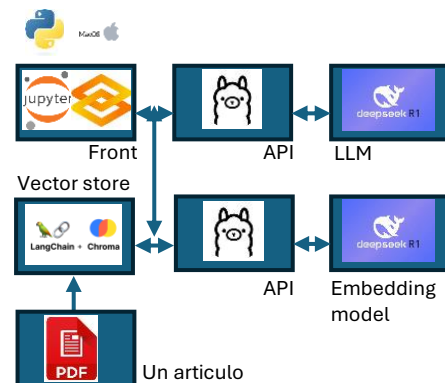 MacOS
jupyter
deepseek R1
Front
API
LLM
Vector store
LangChain + Chroma
deepseek R1
API
Embedding
model
PDF
Un articulo